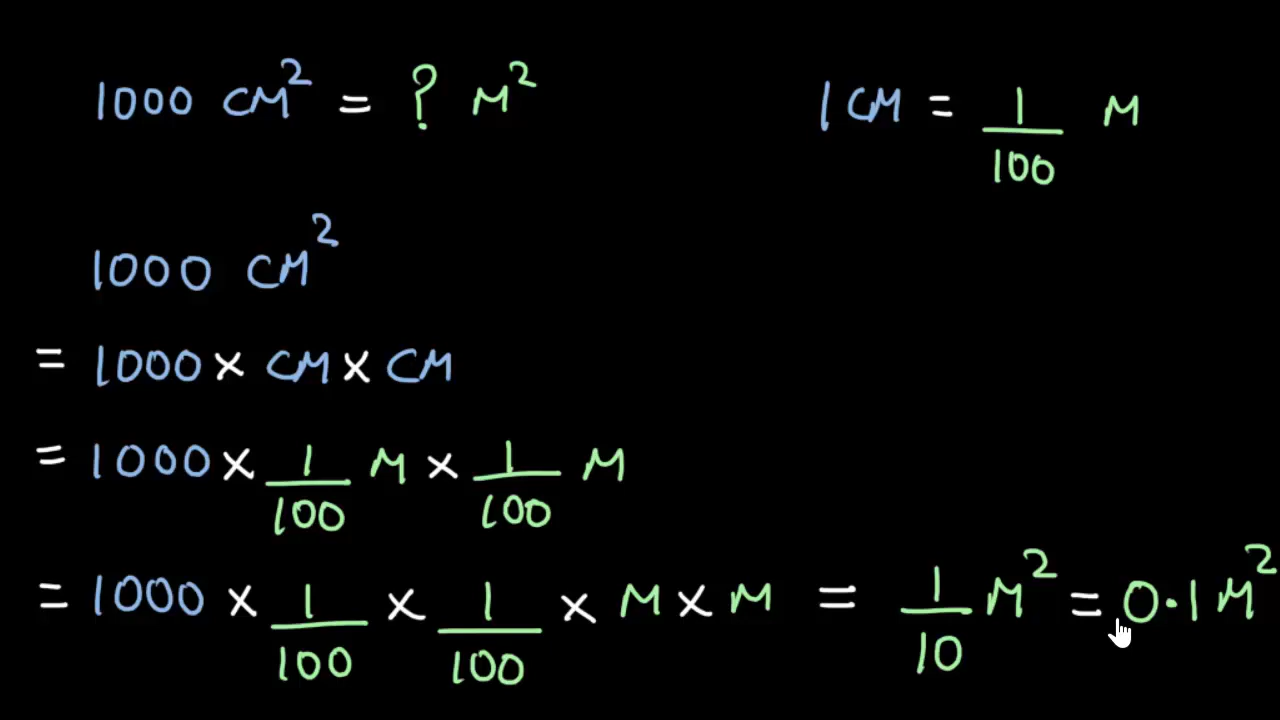 1000 CM² = ? M²
1 CM = 1/100 M
1000 CM²
= 1000 × CM × CM
= 1000 × 1/100 M × 1/100 M
= 1000 × 1/100 × 1/100 × M × M = 1/10 M² = 0.1 M²